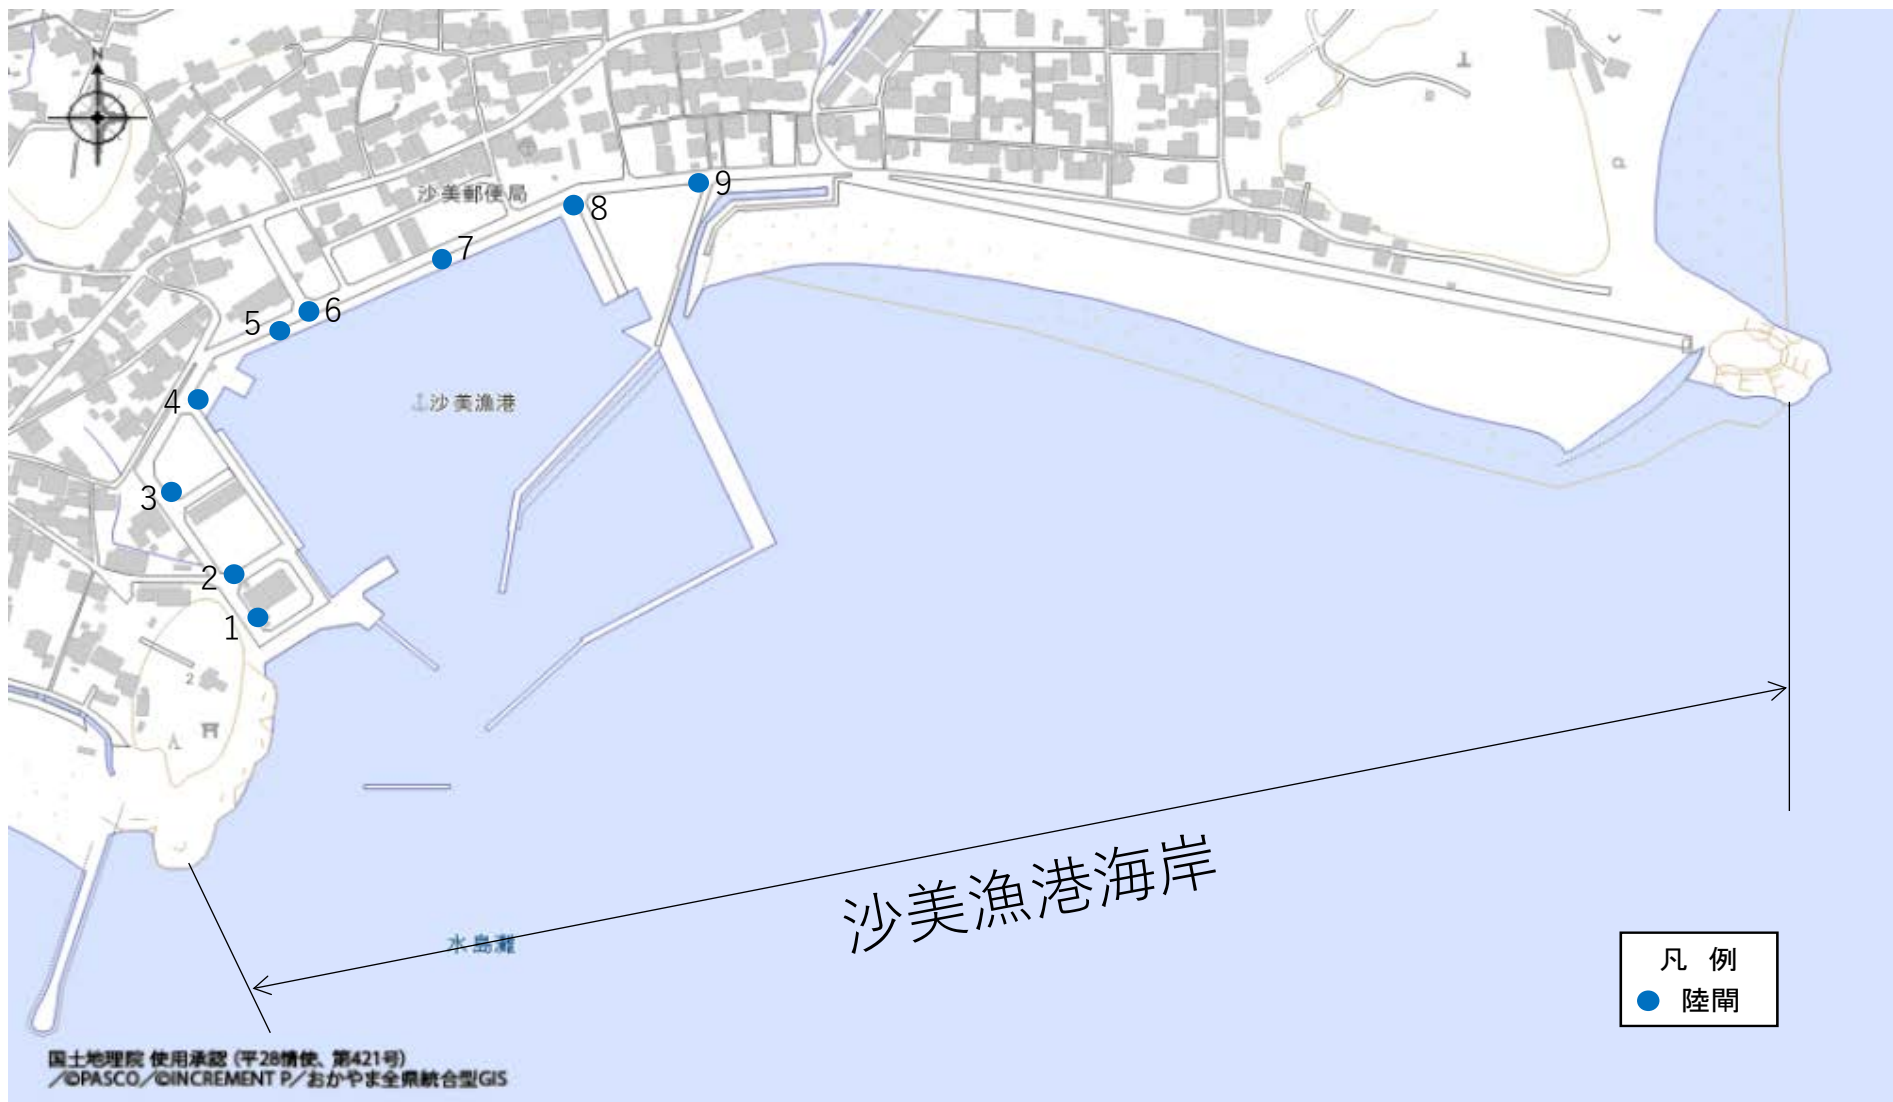 N
沙美郵便局
9
8
7
6
5
4
沙美漁港
3
2
1
2
沙美漁港海岸
水島灘
凡 例
陸閘
国土地理院 使用承認 (平28情使、第421号)
／©PASCO／©INCREMENT P／おかやま全県統合型GIS